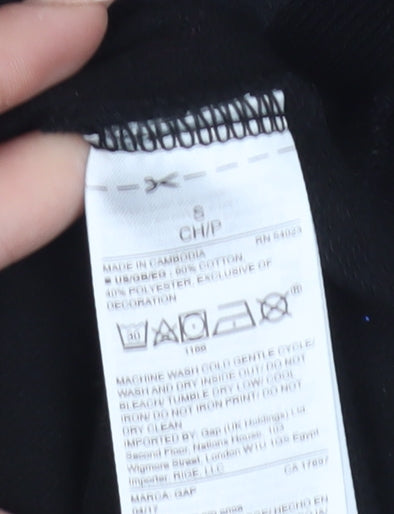 S
CH/P
RN 54023
MADE IN CAMBODIA
US/GB/EU : 60% COTTON
40% POLYESTER, EXCLUSIVE OF
DECORATION
30
MACHINE WASH COLD GENTLE CYCLE/
WASH AND DRY INSIDE OUT/ DO NOT
BLEACH/ TUMBLE DRY LOW/ COOL
IRON/ DO NOT IRON PRINT/ DO NOT
DRY CLEAN
IMPORTED BY: Gap (UK Holdings) Ltd.
Second Floor, Nations House, 103
Wigmore Street, London W1U 1QS Egypt
Importer: RIGE, LLC
CA 17897
MARCA: GAP